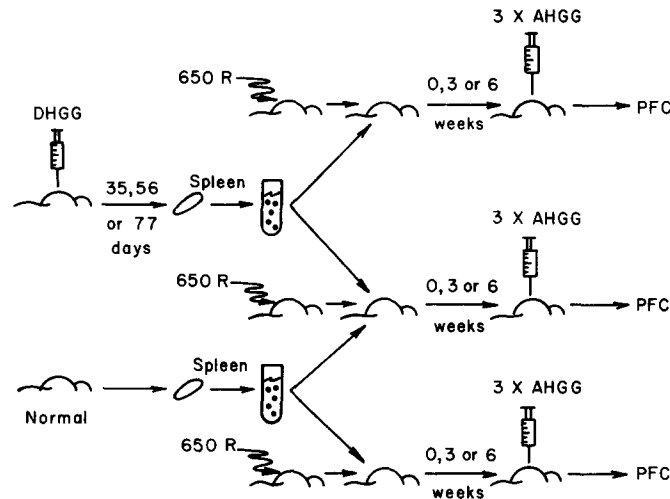 3 X AHGG
650 R
0,3 or 6
weeks
PFC
DHGG
35,56
or 77
days
Spleen
3 X AHGG
650 R
0,3 or 6
weeks
PFC
Spleen
Normal
3 X AHGG
650 R
0,3 or 6
weeks
PFC